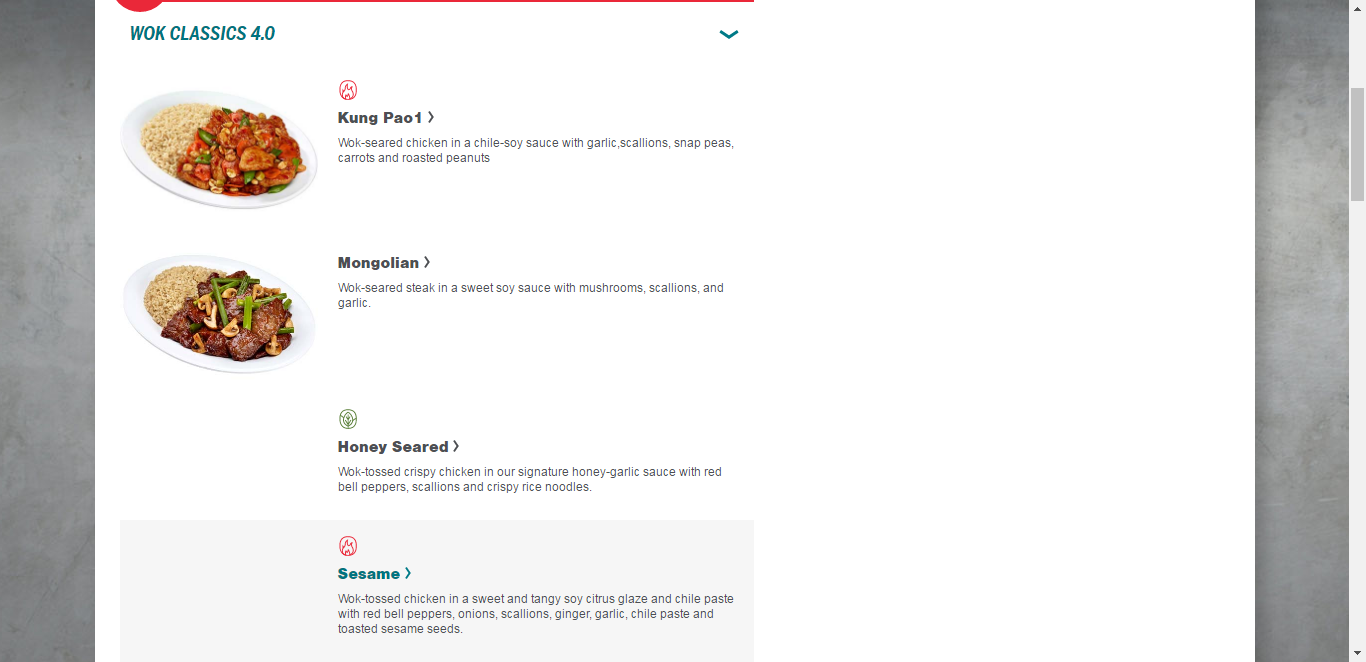 WOK CLASSICS 4.0
Kung Pao1
Wok-seared chicken in a chile-soy sauce with garlic,scallions, snap peas,
carrots and roasted peanuts
Mongolian
Wok-seared steak in a sweet soy sauce with mushrooms, scallions, and
garlic.
Honey Seared
Wok-tossed crispy chicken in our signature honey-garlic sauce with red
bell peppers, scallions and crispy rice noodles.
Sesame
Wok-tossed chicken in a sweet and tangy soy citrus glaze and chile paste
with red bell peppers, onions, scallions, ginger, garlic, chile paste and
toasted sesame seeds.